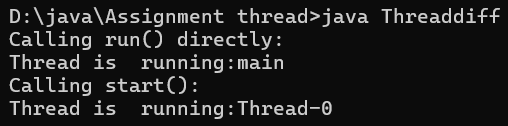 D:\java\Assignment thread>java Threaddiff
Calling run() directly:
Thread is  running:main
Calling start():
Thread is  running:Thread-0